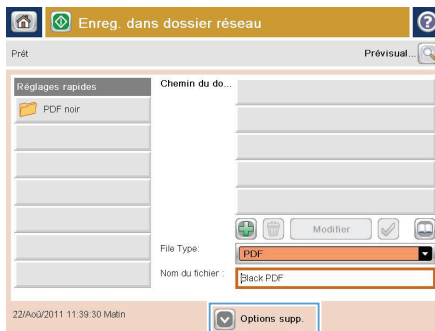 Enreg. dans dossier réseau
Prêt
Prévisual...
Réglages rapides
Chemin du do...
PDF noir
Modifier
File Type:
PDF
Nom du fichier :
Black PDF
22/Aoû/2011 11:39:30 Matin
Options supp.